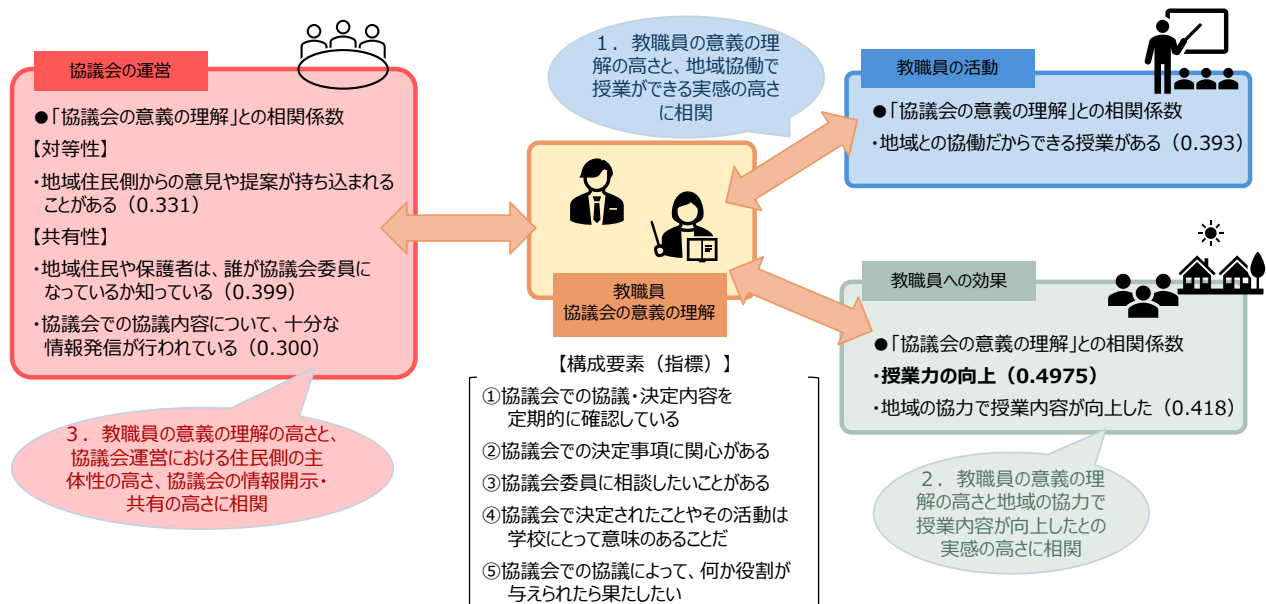 協議会の運営
●「協議会の意義の理解」との相関係数
【対等性】
・地域住民側からの意見や提案が持ち込まれる
ことがある（0.331）
【共有性】
・地域住民や保護者は、誰が協議会委員に
なっているか知っている（0.399）
・協議会での協議内容について、十分な
情報発信が行われている（0.300）
3．教職員の意義の理解の高さと、
協議会運営における住民側の主
体性の高さ、協議会の情報開示・
共有の高さに相関
1．教職員の意義の理
解の高さと、地域協働で
授業ができる実感の高さ
に相関
教職員
協議会の意義の理解
【構成要素（指標）】
①協議会での協議・決定内容を
定期的に確認している
②協議会での決定事項に関心がある
③協議会委員に相談したいことがある
④協議会で決定されたことやその活動は
学校にとって意味のあることだ
⑤協議会での協議によって、何か役割が
与えられたら果たしたい
教職員の活動
●「協議会の意義の理解」との相関係数
・地域との協働だからできる授業がある（0.393）
教職員への効果
●「協議会の意義の理解」との相関係数
・授業力の向上（0.4975）
・地域の協力で授業内容が向上した（0.418）
2．教職員の意義の理
解の高さと地域の協力で
授業内容が向上したとの
実感の高さに相関